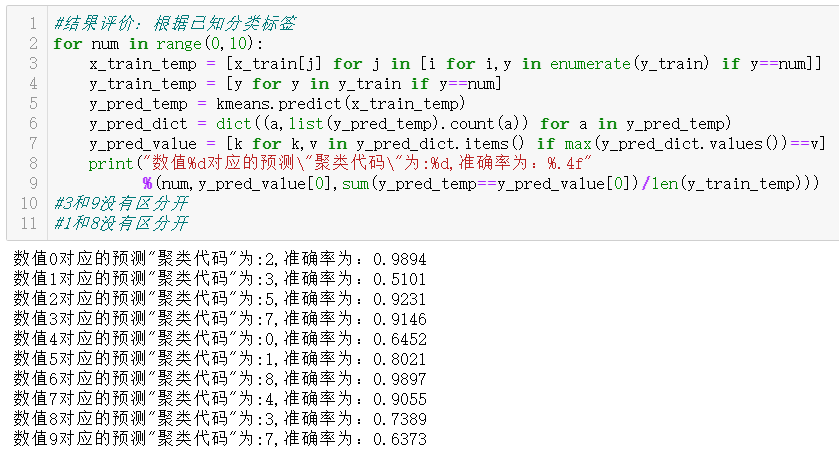 1 #结果评价：根据已知分类标签
2 for num in range(0,10):
3     x_train_temp = [x_train[j] for j in [i for i,y in enumerate(y_train) if y==num]]
4     y_train_temp = [y for y in y_train if y==num]
5     y_pred_temp = kmeans.predict(x_train_temp)
6     y_pred_dict = dict((a,list(y_pred_temp).count(a)) for a in y_pred_temp)
7     y_pred_value = [k for k,v in y_pred_dict.items() if max(y_pred_dict.values())==v]
8     print("数值%d对应的预测\"聚类代码\"为:%d,准确率为：%.4f"
9           %(num,y_pred_value[0],sum(y_pred_temp==y_pred_value[0])/len(y_train_temp)))
10 #3和9没有区分开
11 #1和8没有区分开
数值0对应的预测"聚类代码"为:2,准确率为：0.9894
数值1对应的预测"聚类代码"为:3,准确率为：0.5101
数值2对应的预测"聚类代码"为:5,准确率为：0.9231
数值3对应的预测"聚类代码"为:7,准确率为：0.9146
数值4对应的预测"聚类代码"为:0,准确率为：0.6452
数值5对应的预测"聚类代码"为:1,准确率为：0.8021
数值6对应的预测"聚类代码"为:8,准确率为：0.9897
数值7对应的预测"聚类代码"为:4,准确率为：0.9055
数值8对应的预测"聚类代码"为:3,准确率为：0.7389
数值9对应的预测"聚类代码"为:7,准确率为：0.6373